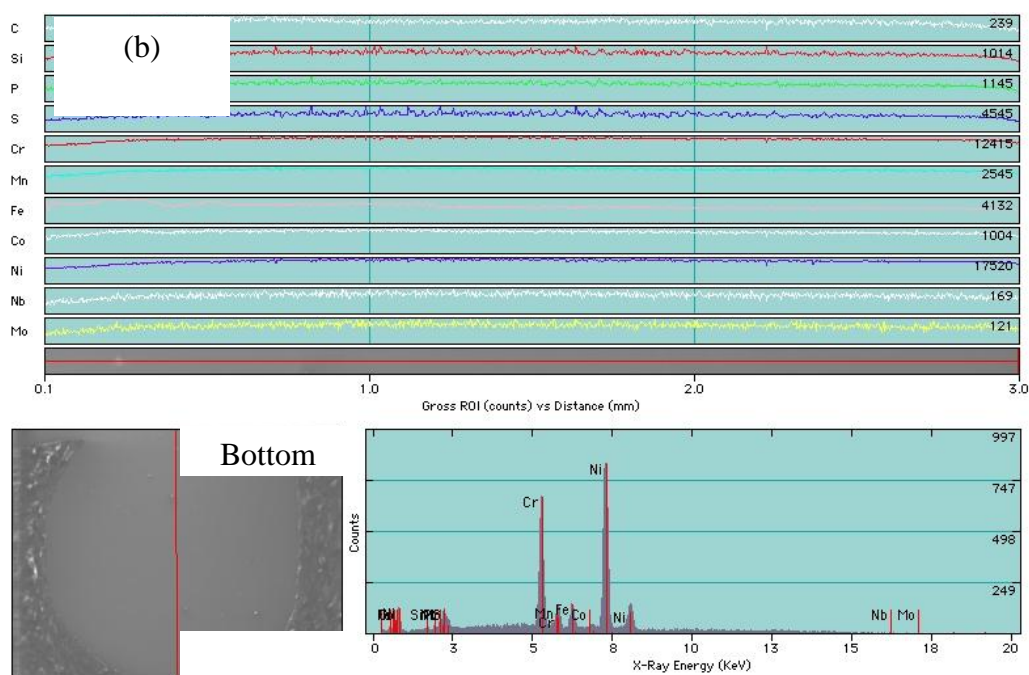 (b)
C 239
Si 1014
P 1145
S 4545
Cr 12415
Mn 2545
Fe 4132
Co 1004
Ni 17520
Nb 169
Mo 121
0.1 1.0 2.0 3.0
Gross ROI (counts) vs Distance (mm)
Bottom
997
747
498
249
Counts
Ni
Cr
Mn Fe Co
Cr Ni
Nb Mo
0 3 5 8 10 13 15 18 20
X-Ray Energy (KeV)